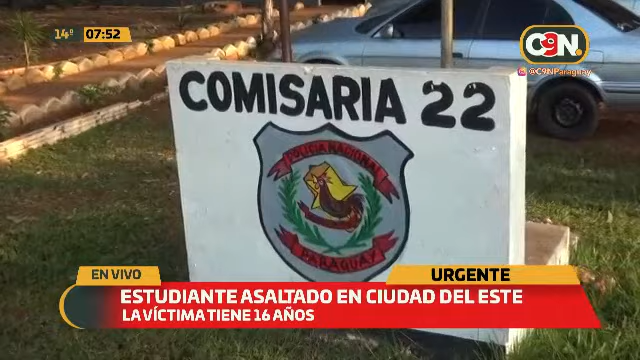 14º
07:52
C9N
@C9NParaguay
COMISARIA 22
POLICIA NACIONAL
PARAGUAY
EN VIVO
URGENTE
ESTUDIANTE ASALTADO EN CIUDAD DEL ESTE
LA VÍCTIMA TIENE 16 AÑOS